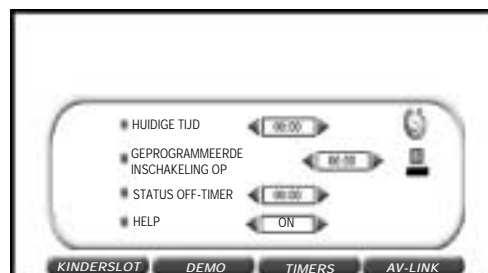 HUIDIGE TIJD 00:00
GEPROGRAMMEERDE
INSCHAKELING OP 00:00
STATUS OFF-TIMER 00:00
HELP ON
KINDERSLOT DEMO TIMERS AV-LINK